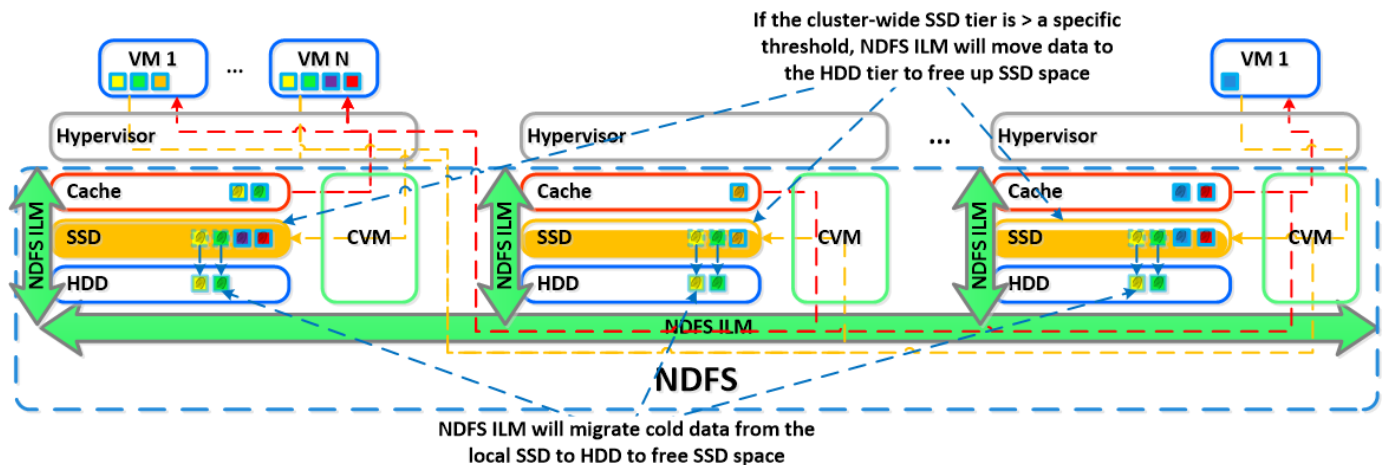 If the cluster-wide SSD tier is > a specific
threshold, NDFS ILM will move data to
the HDD tier to free up SSD space
VM 1
...
VM N
VM 1
Hypervisor
Hypervisor
...
Hypervisor
NDFS ILM
Cache
SSD
HDD
CVM
NDFS ILM
Cache
SSD
HDD
CVM
NDFS ILM
Cache
SSD
HDD
CVM
NDFS ILM
NDFS
NDFS ILM will migrate cold data from the
local SSD to HDD to free SSD space